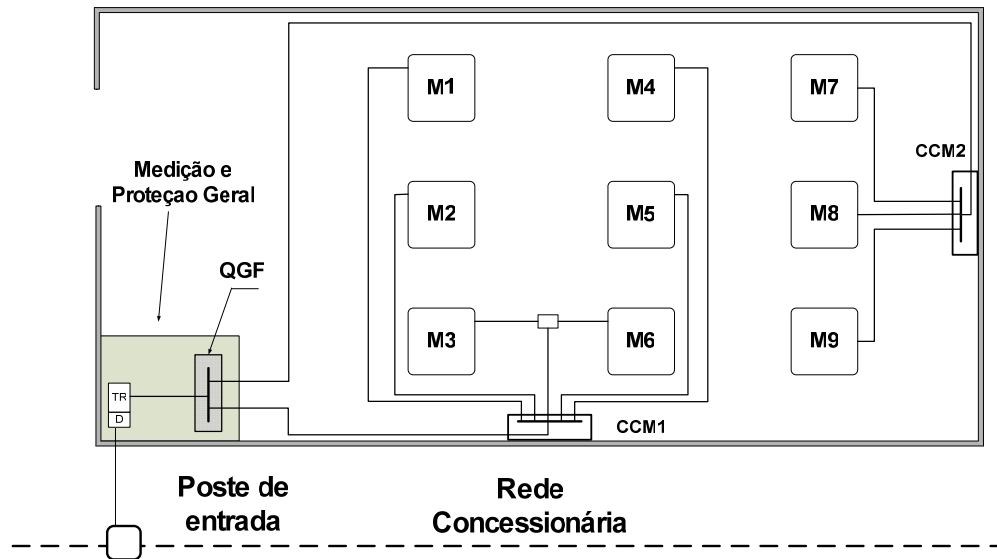 M1
M4
M7
CCM2
Medição e
Proteçao Geral
M2
M5
M8
QGF
M3
M6
M9
TR
D
CCM1
Poste de
entrada
Rede
Concessionária